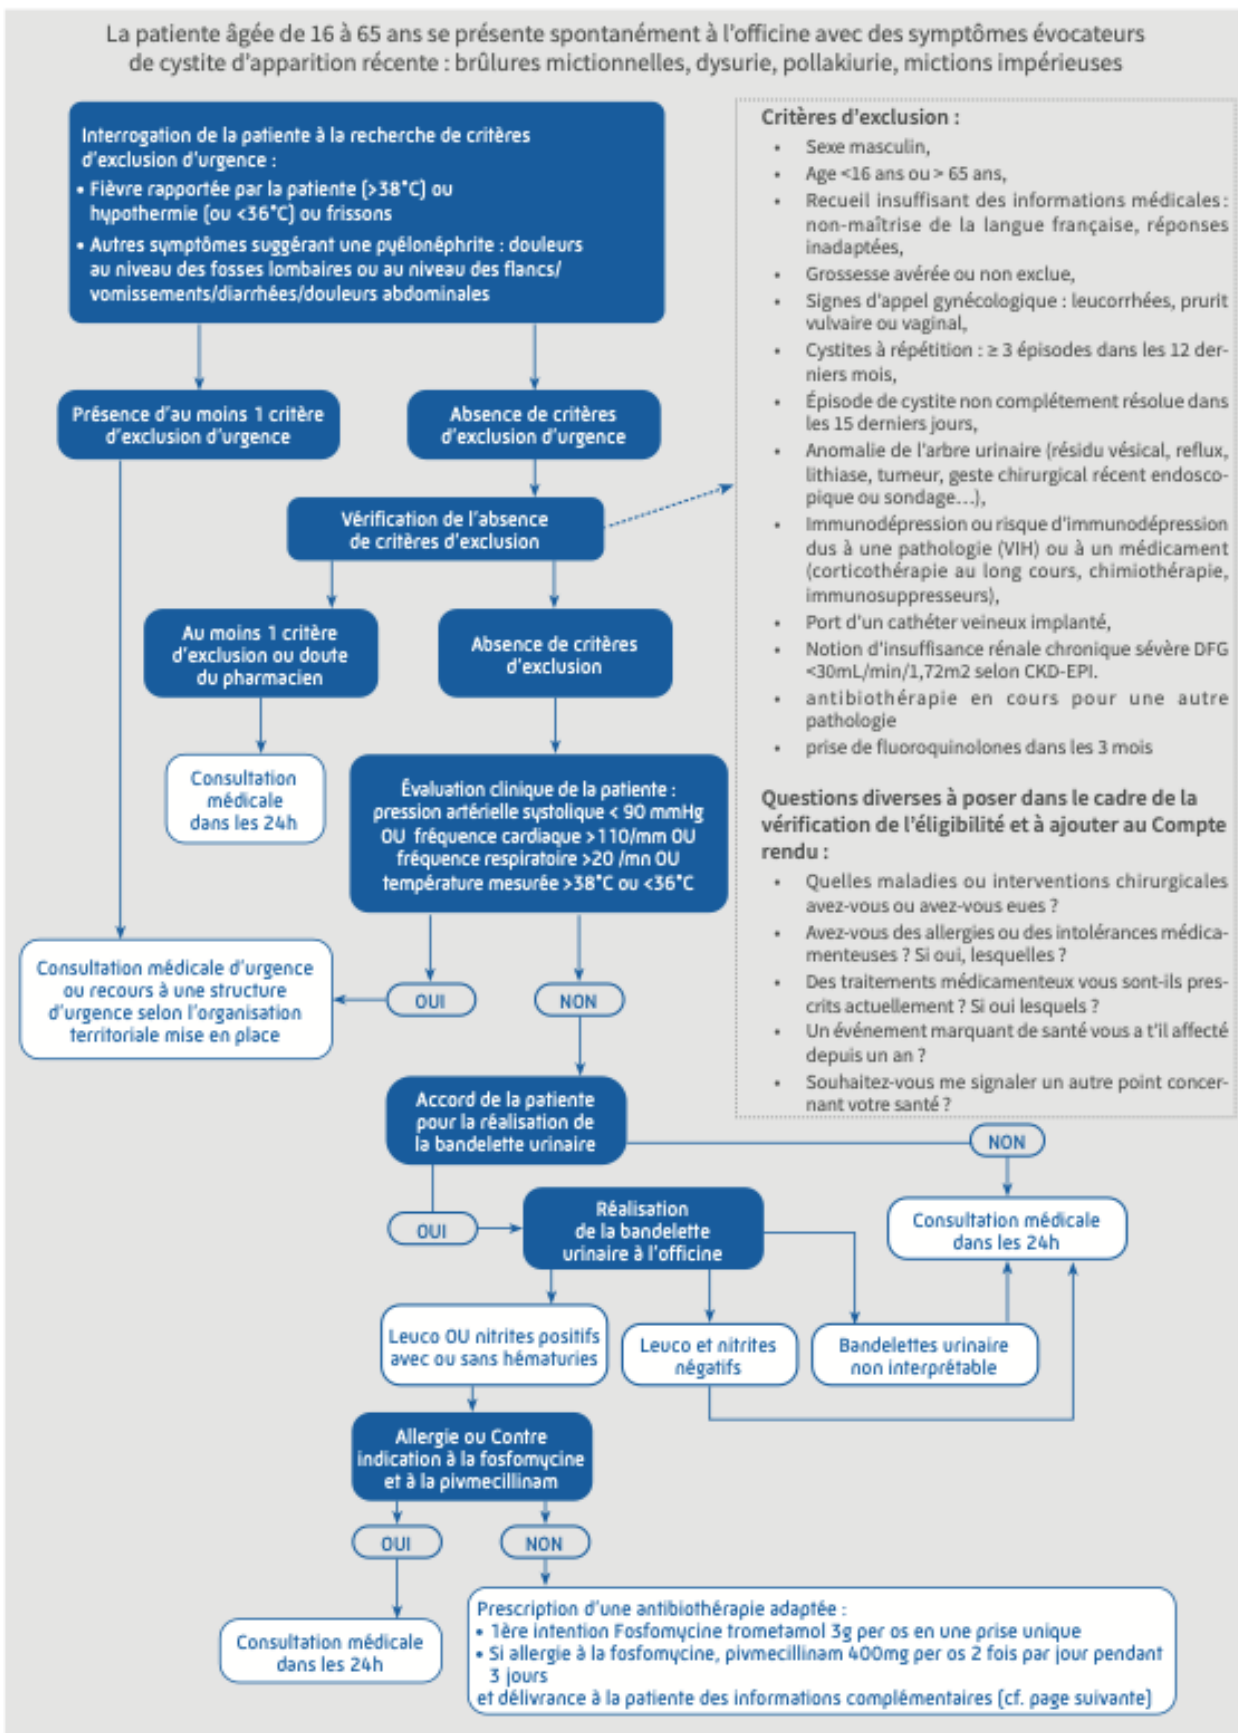 La patiente âgée de 16 à 65 ans se présente spontanément à l'officine avec des symptômes évocateurs
de cystite d'apparition récente : brûlures mictionnelles, dysurie, pollakiurie, mictions impérieuses
Interrogation de la patiente à la recherche de critères
d'exclusion d'urgence :
• Fièvre rapportée par la patiente (>38°C) ou
hypothermie (ou <36°C) ou frissons
• Autres symptômes suggérant une pyélonéphrite : douleurs
au niveau des fosses lombaires ou au niveau des flancs/
vomissements/diarrhées/douleurs abdominales
Présence d'au moins 1 critère
d'exclusion d'urgence
Absence de critères
d'exclusion d'urgence
Vérification de l'absence
de critères d'exclusion
Au moins 1 critère
d'exclusion ou doute
du pharmacien
Absence de critères
d'exclusion
Consultation
médicale
dans les 24h
Évaluation clinique de la patiente :
pression artérielle systolique < 90 mmHg
OU fréquence cardiaque >110/mm OU
fréquence respiratoire >20 /mn OU
température mesurée >38°C ou <36°C
Consultation médicale d'urgence
ou recours à une structure
d'urgence selon l'organisation
territoriale mise en place
OUI
NON
Critères d'exclusion :
• Sexe masculin,
• Age <16 ans ou > 65 ans,
• Recueil insuffisant des informations médicales :
non-maîtrise de la langue française, réponses
inadaptées,
• Grossesse avérée ou non exclue,
• Signes d'appel gynécologique : leucorrhées, prurit
vulvaire ou vaginal,
• Cystites à répétition : ≥ 3 épisodes dans les 12 der-
niers mois,
• Épisode de cystite non complétement résolue dans
les 15 derniers jours,
• Anomalie de l'arbre urinaire (résidu vésical, reflux,
lithiase, tumeur, geste chirurgical récent endosco-
pique ou sondage…),
• Immunodépression ou risque d'immunodépression
dus à une pathologie (VIH) ou à un médicament
(corticothérapie au long cours, chimiothérapie,
immunosuppresseurs),
• Port d'un cathéter veineux implanté,
• Notion d'insuffisance rénale chronique sévère DFG
<30mL/min/1,72m2 selon CKD-EPI.
• antibiothérapie en cours pour une autre
pathologie
• prise de fluoroquinolones dans les 3 mois
Questions diverses à poser dans le cadre de la
vérification de l'éligibilité et à ajouter au Compte
rendu :
• Quelles maladies ou interventions chirurgicales
avez-vous ou avez-vous eues ?
• Avez-vous des allergies ou des intolérances médica-
menteuses ? Si oui, lesquelles ?
• Des traitements médicamenteux vous sont-ils pres-
crits actuellement ? Si oui lesquels ?
• Un événement marquant de santé vous a t'il affecté
depuis un an ?
• Souhaitez-vous me signaler un autre point concer-
nant votre santé ?
Accord de la patiente
pour la réalisation de
la bandelette urinaire
NON
OUI
Réalisation
de la bandelette
urinaire à l'officine
Consultation médicale
dans les 24h
Leuco OU nitrites positifs
avec ou sans hématuries
Leuco et nitrites
négatifs
Bandelettes urinaire
non interprétable
Allergie ou Contre
indication à la fosfomycine
et à la pivmecillinam
OUI
NON
Consultation médicale
dans les 24h
Prescription d'une antibiothérapie adaptée :
• 1ère intention Fosfomycine trometamol 3g per os en une prise unique
• Si allergie à la fosfomycine, pivmecillinam 400mg per os 2 fois par jour pendant
3 jours
et délivrance à la patiente des informations complémentaires (cf. page suivante)